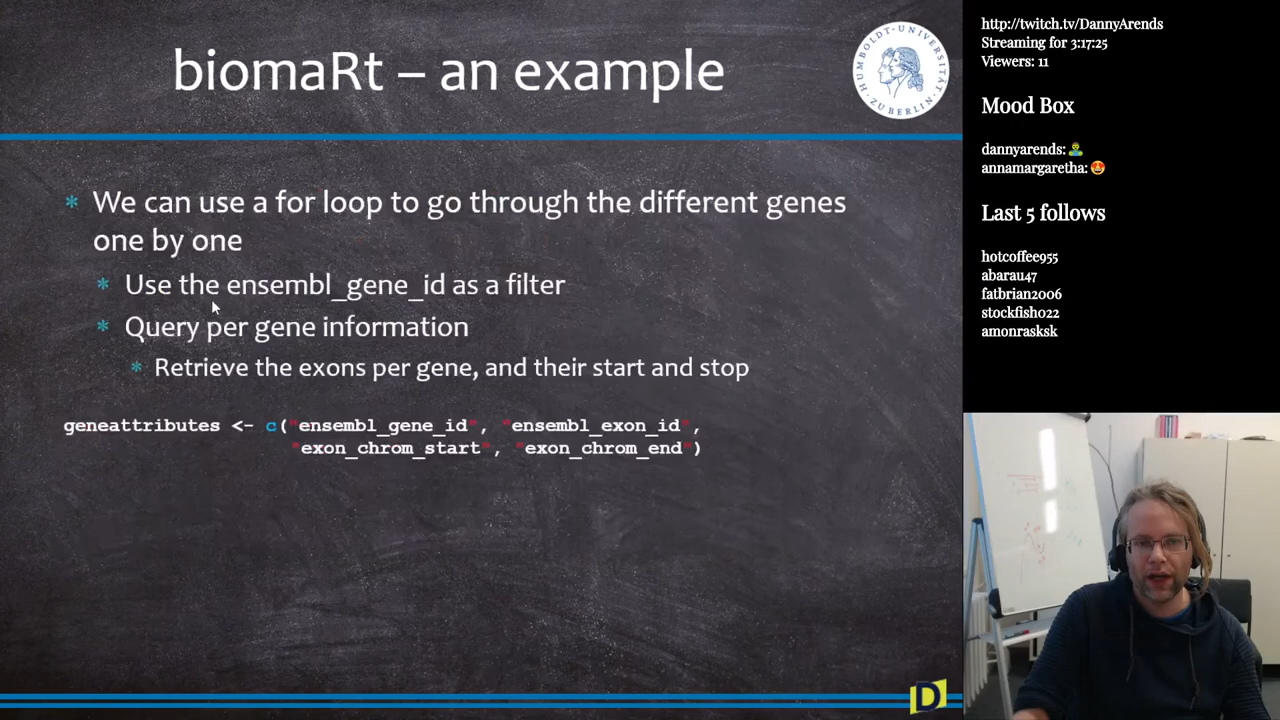 biomaRt – an example
HUMBOLDT-UNIVERSITÄT ZU BERLIN
* We can use a for loop to go through the different genes
one by one
* Use the ensembl_gene_id as a filter
* Query per gene information
* Retrieve the exons per gene, and their start and stop
geneattributes <- c("ensembl_gene_id", "ensembl_exon_id",
"exon_chrom_start", "exon_chrom_end")
D
http://twitch.tv/DannyArends
Streaming for 3:17:25
Viewers: 11
Mood Box
dannyarends: 🧟‍♂️
annamargaretha: 😍
Last 5 follows
hotcoffee955
abarau47
fatbrian2006
stockfish022
amonrasksk